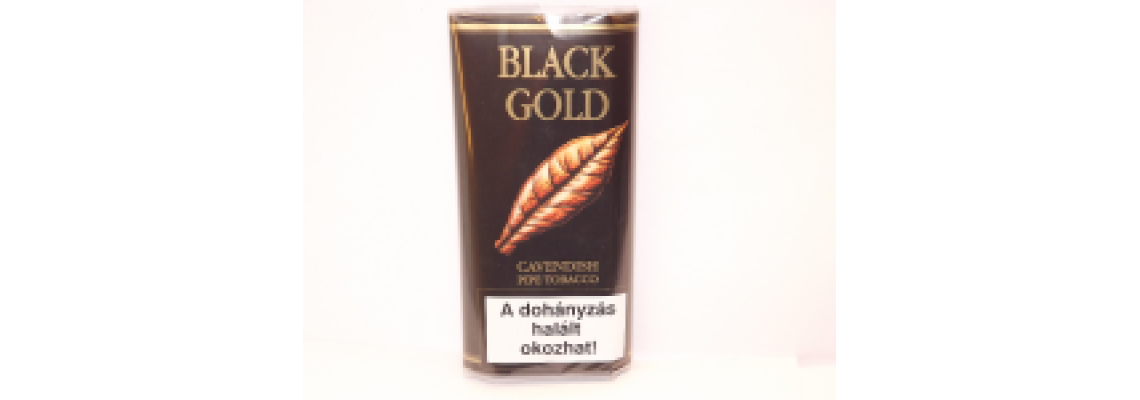 BLACK
GOLD
CAVENDISH
PIPE TOBACCO
A dohányzás
halált
okozhat!